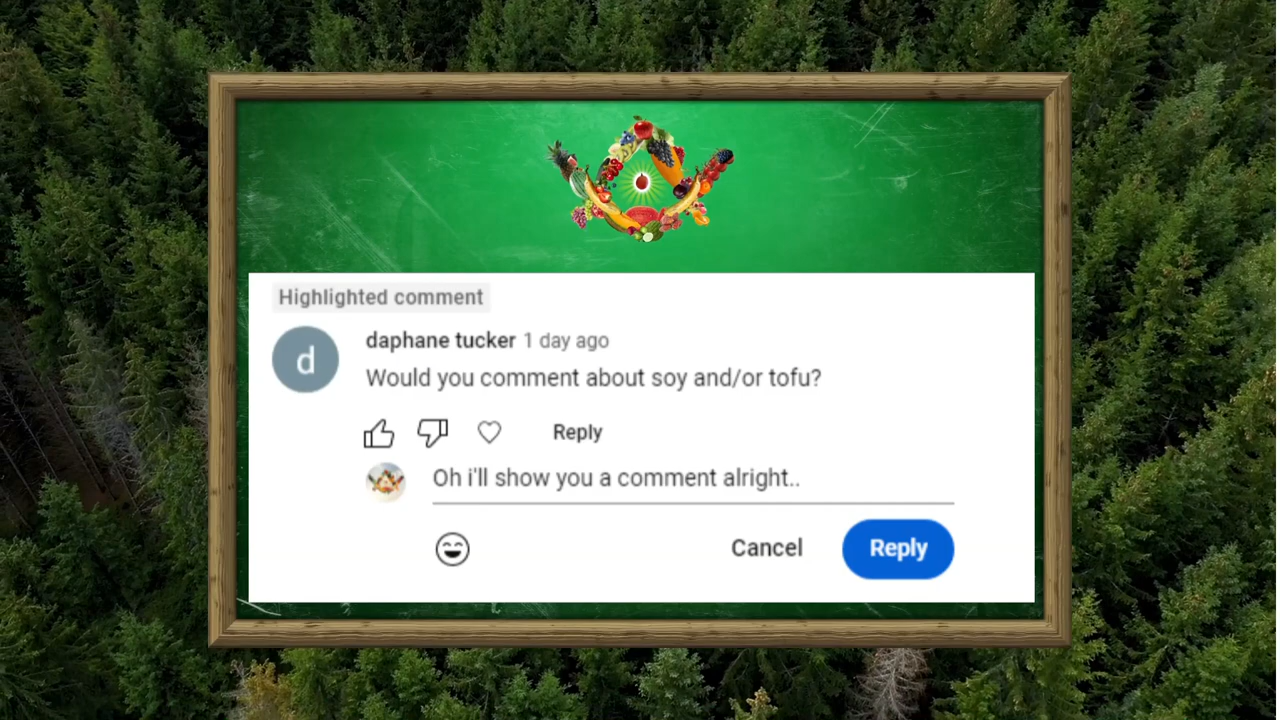 Highlighted comment
d
daphane tucker 1 day ago
Would you comment about soy and/or tofu?
Reply
Oh i'll show you a comment alright..
Cancel Reply